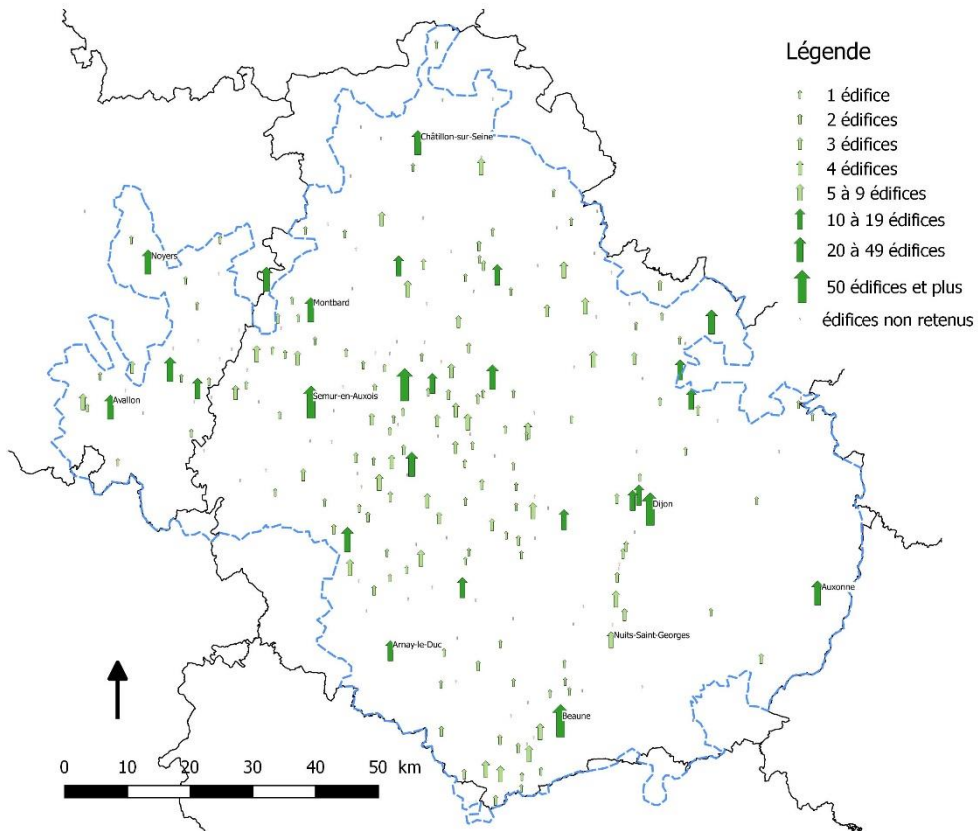 Légende
1 édifice
2 édifices
3 édifices
4 édifices
5 à 9 édifices
10 à 19 édifices
20 à 49 édifices
50 édifices et plus
édifices non retenus
Châtillon-sur-Seine
Noyers
Montbard
Semur-en-Auxois
Avallon
Dijon
Auxonne
Nuits-Saint-Georges
Arnay-le-Duc
Beaune
0 10 20 30 40 50 km